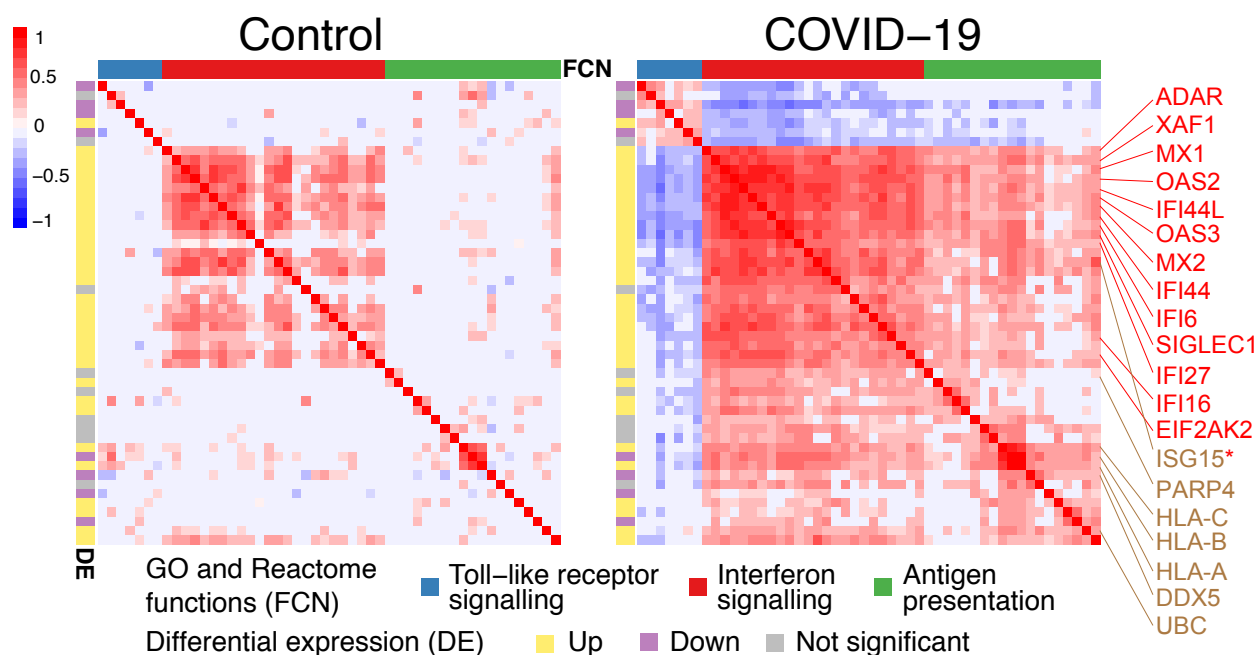 Control
COVID−19
FCN
1
0.5
0
−0.5
−1
ADAR
XAF1
MX1
OAS2
IFI44L
OAS3
MX2
IFI44
IFI6
SIGLEC1
IFI27
IFI16
EIF2AK2
ISG15*
PARP4
HLA−C
HLA−B
HLA−A
DDX5
UBC
DE
GO and Reactome
functions (FCN)
Toll−like receptor
signalling
Interferon
signalling
Antigen
presentation
Differential expression (DE)
Up
Down
Not significant